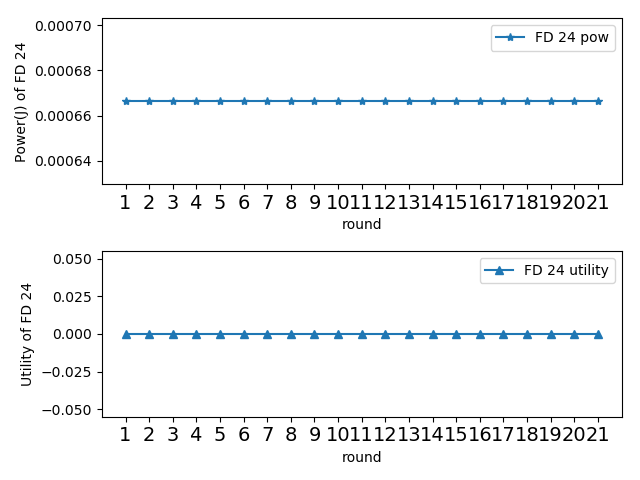 0.00070
0.00068
0.00066
0.00064
Power(J) of FD 24
FD 24 pow
1 2 3 4 5 6 7 8 9 10 11 12 13 14 15 16 17 18 19 20 21
round
0.050
0.025
0.000
−0.025
−0.050
Utility of FD 24
FD 24 utility
1 2 3 4 5 6 7 8 9 10 11 12 13 14 15 16 17 18 19 20 21
round